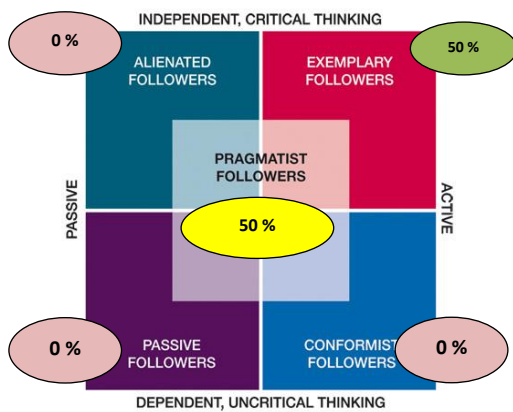 INDEPENDENT, CRITICAL THINKING
0 %
50 %
ALIENATED
FOLLOWERS
EXEMPLARY
FOLLOWERS
PRAGMATIST
FOLLOWERS
PASSIVE
ACTIVE
50 %
0 %
PASSIVE
FOLLOWERS
CONFORMIST
FOLLOWERS
0 %
DEPENDENT, UNCRITICAL THINKING